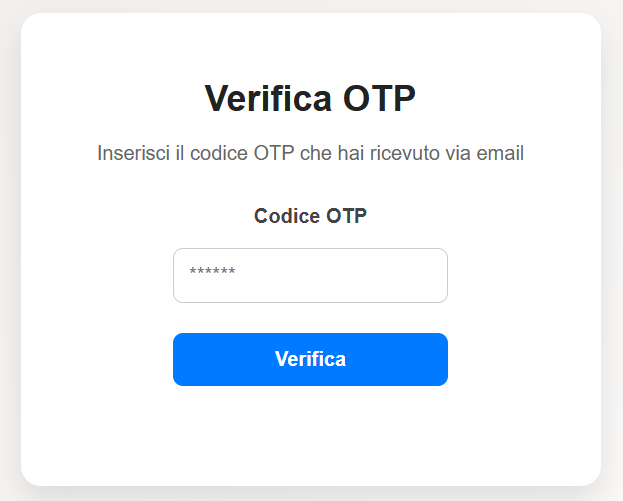 Verifica OTP
Inserisci il codice OTP che hai ricevuto via email
Codice OTP
******
Verifica